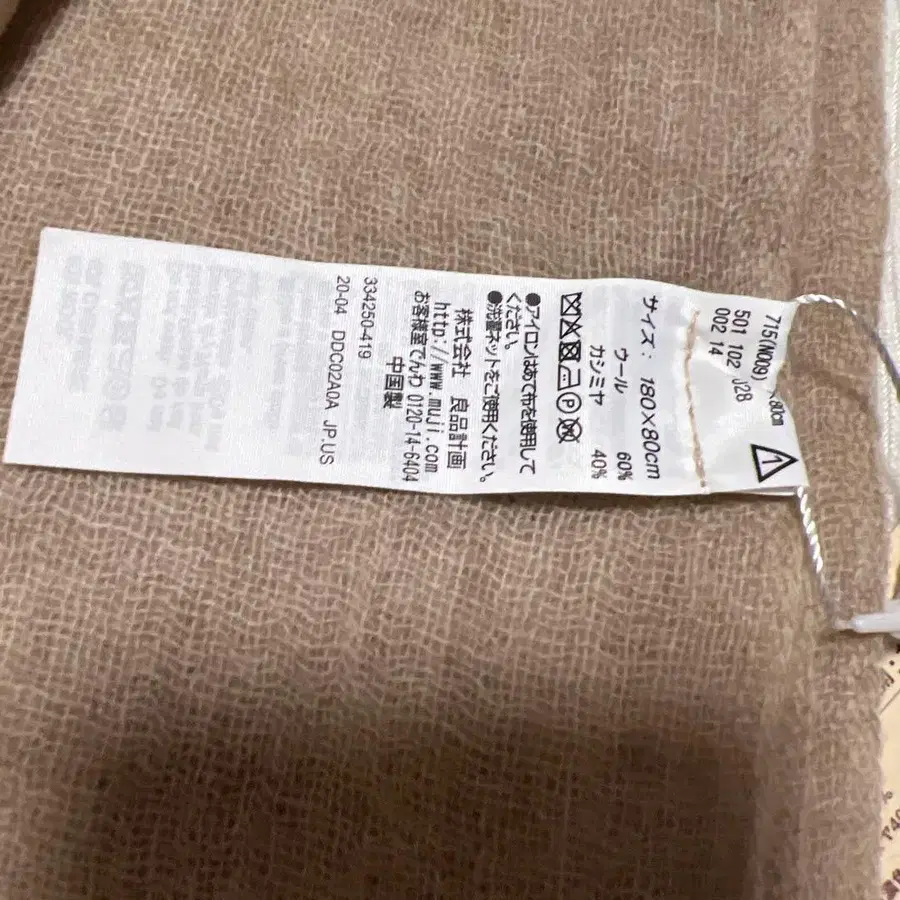 715(N009)
×80cm
501 102 028
002 14
サイズ: 180×80cm
ウール 60%
カシミヤ 40%
●アイロンはあて布を使用して
ください。
●洗濯ネットをご使用ください。
株式会社 良品計画
http://www.muji.com
お客様室でんわ 0120-14-6404
中国製
334250-419
20-04 DDC02A0A JP,US